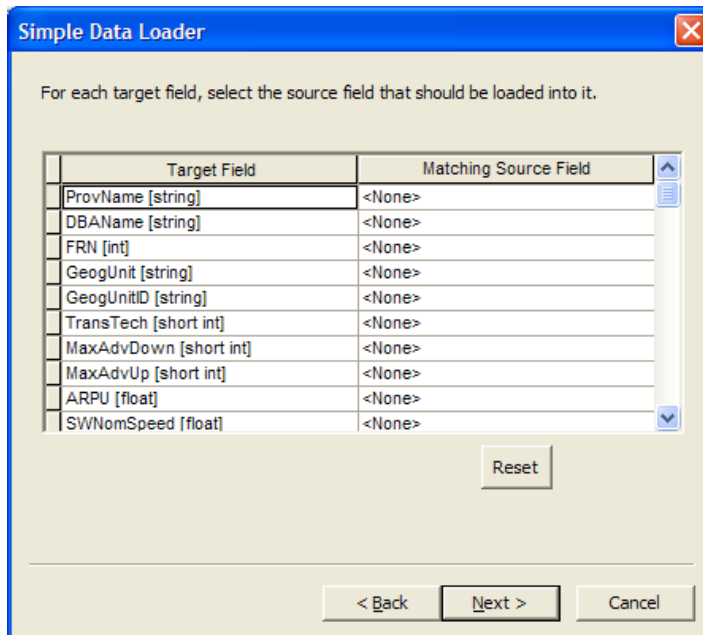 Simple Data Loader
For each target field, select the source field that should be loaded into it.
Target Field Matching Source Field
ProvName [string] <None>
DBAName [string] <None>
FRN [int] <None>
GeogUnit [string] <None>
GeogUnitID [string] <None>
TransTech [short int] <None>
MaxAdvDown [short int] <None>
MaxAdvUp [short int] <None>
ARPU [float] <None>
SWNomSpeed [float] <None>
Reset
< Back Next > Cancel